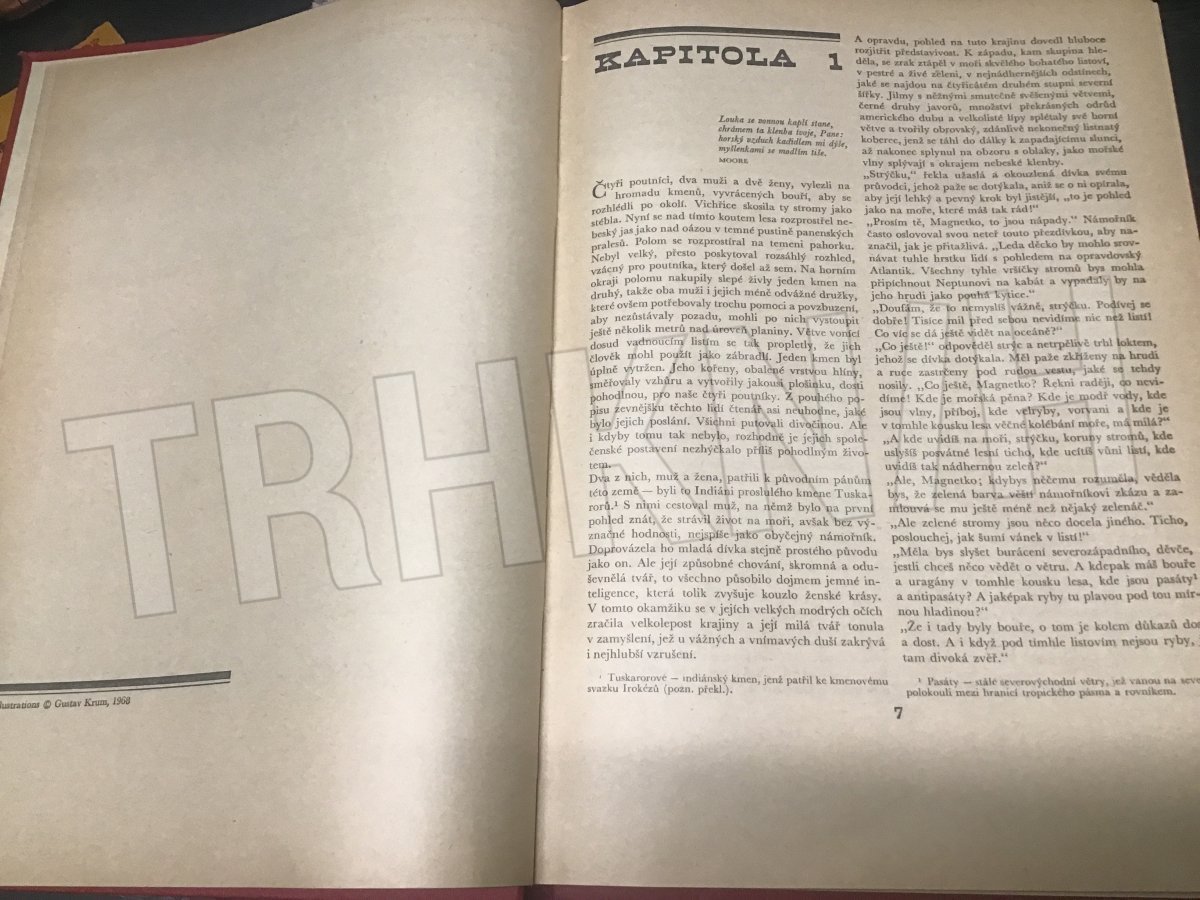 KAPITOLA 1
Louka se vonnou kaplí stane,
chrámem ta klenba tvoje, Pane:
horský vzduch kadidlem mi dýše,
myšlenkami se modlím tiše.
MOORE
Čtyři poutníci, dva muži a dvě ženy, vylezli na
hromadu kmenů, vyvrácených bouří, aby se
rozhlédli po okolí. Vichřice skosila ty stromy jako
stébla. Nyní se nad tímto koutem lesa rozprostřel ne-
beský jas jako nad oázou v temné pustině panenských
pralesů. Polom se rozprostíral na temeni pahorku.
Nebyl velký, přesto poskytoval rozsáhlý rozhled,
vzácný pro poutníka, který došel až sem. Na horním
okraji polomu nakupily slepé živly jeden kmen na
druhý, takže oba muži i jejich méně odvážné družky,
které ovšem potřebovaly trochu pomoci a povzbuzení,
aby nezůstávaly pozadu, mohli po nich vystoupit
ještě několik metrů nad úroveň planiny. Větve vonící
dosud vadnoucím listím se tak propletly, že jich
člověk mohl použít jako zábradlí. Jeden kmen byl
úplně vytržen. Jeho kořeny, obalené vrstvou hlíny,
směřovaly vzhůru a vytvořily jakousi plošinku, dosti
pohodlnou, pro naše čtyři poutníky. Z pouhého po-
pisu zevnějšku těchto lidí čtenář asi neuhodne, jaké
bylo jejich poslání. Všichni putovali divočinou. Ale
i kdyby tomu tak nebylo, rozhodně je jejich spole-
čenské postavení nezhýčkalo příliš pohodlným živo-
tem.
Dva z nich, muž a žena, patřili k původním pánům
této země — byli to Indiáni proslulého kmene Tuska-
rorů.¹ S nimi cestoval muž, na němž bylo na první
pohled znát, že strávil život na moři, avšak bez vý-
značné hodnosti, nejspíše jako obyčejný námořník.
Doprovázela ho mladá dívka stejně prostého původu
jako on. Ale její způsobné chování, skromná a odu-
ševnělá tvář, to všechno působilo dojmem jemné in-
teligence, která tolik zvyšuje kouzlo ženské krásy.
V tomto okamžiku se v jejích velkých modrých očích
zračila velkolepost krajiny a její milá tvář tonula
v zamyšlení, jež u vážných a vnímavých duší zakrývá
i nejhlubší vzrušení.
¹ Tuskarorové — indiánský kmen, jenž patřil ke kmenovému
svazku Irokézů (pozn. překl.).
A opravdu, pohled na tuto krajinu dovedl hluboce
rozjitřit představivost. K západu, kam skupina hle-
děla, se zrak ztápěl v moři skvělého bohatého listoví,
v pestré a živé zeleni, v nejnádhernějších odstínech,
jaké se najdou na čtyřicátém druhém stupni severní
šířky. Jilmy s něžnými smutečně svěšenými větvemi,
černé druhy javorů, množství překrásných odrůd
amerického dubu a velkolisté lípy splétaly své horní
větve a tvořily obrovský, zdánlivě nekonečný listnatý
koberec, jenž se táhl do dálky k zapadajícímu slunci,
až nakonec splynul na obzoru s oblaky, jako mořské
vlny splývají s okrajem nebeské klenby.
„Strýčku,“ řekla užaslá a okouzlená dívka svému
průvodci, jehož paže se dotýkala, aniž se o ni opírala,
aby její lehký a pevný krok byl jistější, „to je pohled
jako na moře, které máš tak rád!“
„Prosím tě, Magnetko, to jsou nápady.“ Námořník
často oslovoval svou neteř touto přezdívkou, aby na-
značil, jak je přitažlivá. „Leda děcko by mohlo srov-
návat tuhle hrstku lidí s pohledem na opravdovský
Atlantik. Všechny tyhle vršíčky stromů bys mohla
připíchnout Neptunovi na kabát a vypadaly by na
jeho hrudi jako pouhá kytice.“
„Doufám, že to nemyslíš vážně, strýčku. Podívej se
dobře! Tisíce mil před sebou nevidíme nic než listí!
Co víc se dá ještě vidět na oceáně?“
„Co ještě!“ odpověděl strýc a netrpělivě trhl loktem,
jehož se dívka dotýkala. Měl paže zkříženy na hrudi
a ruce zastrčeny pod rudou vestu, jaké se tehdy
nosily. „Co ještě, Magnetko? Řekni raději, co nevi-
díme! Kde je mořská pěna? Kde je modř vody, kde
jsou vlny, příboj, kde velryby, vorvani a kde je
v tomhle kousku lesa věčné kolébání moře, má milá?“
„A kde uvidíš na moři, strýčku, koruny stromů, kde
uslyšíš posvátné lesní ticho, kde ucítíš vůni listí, kde
uvidíš tak nádhernou zeleň?“
„Ale, Magnetko; kdybys něčemu rozuměla, věděla
bys, že zelená barva věští námořníkovi zkázu a za-
mlouvá se mu ještě méně než nějaký zelenáč.“
„Ale zelené stromy jsou něco docela jiného. Ticho,
poslouchej, jak šumí vánek v listí!“
„Měla bys slyšet burácení severozápadního, děvče,
jestli chceš něco vědět o větru. A kdepak máš bouře
a uragány v tomhle kousku lesa, kde jsou pasáty¹
a antipasáty? A jaképak ryby tu plavou pod tou mír-
nou hladinou?“
„Že i tady byly bouře, o tom je kolem důkazů dost
a dost. A i když pod tímhle listovím nejsou ryby,
tam divoká zvěř.“
¹ Pasáty — stálé severovýchodní větry, jež vanou na seve
polokouli mezi hranicí tropického pásma a rovníkem.
7
llustrations © Gustav Krum, 1968
TRHKNIH